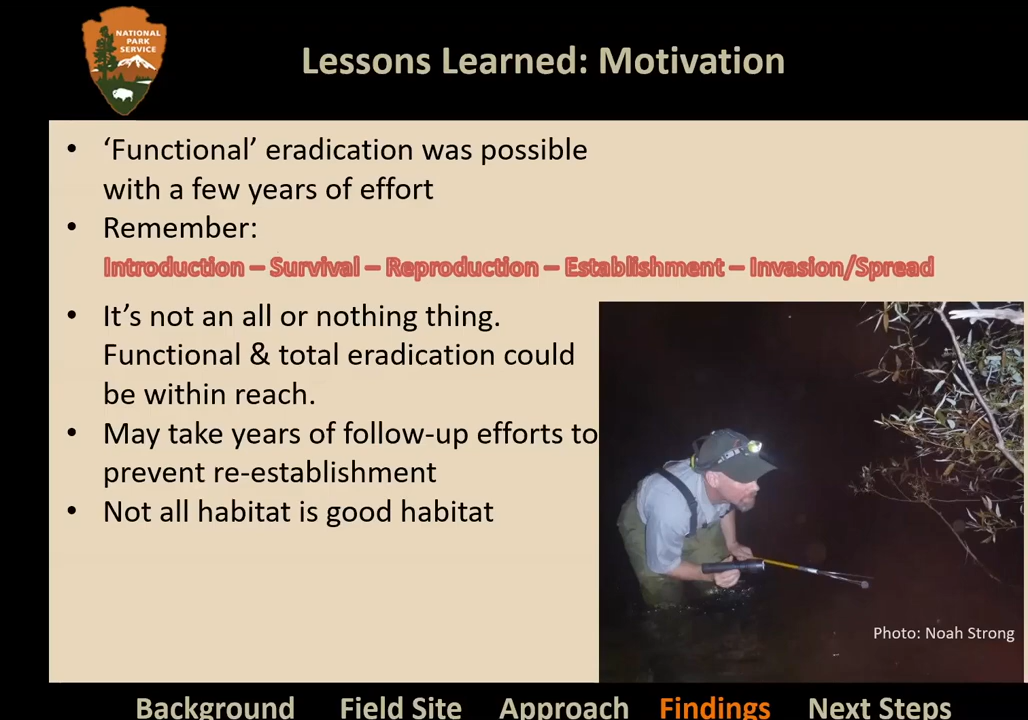 NATIONAL
PARK
SERVICE
Lessons Learned: Motivation
• ‘Functional’ eradication was possible
with a few years of effort
• Remember:
Introduction – Survival – Reproduction – Establishment – Invasion/Spread
• It’s not an all or nothing thing.
Functional & total eradication could
be within reach.
• May take years of follow-up efforts to
prevent re-establishment
• Not all habitat is good habitat
Photo: Noah Strong
Background Field Site Approach Findings Next Steps